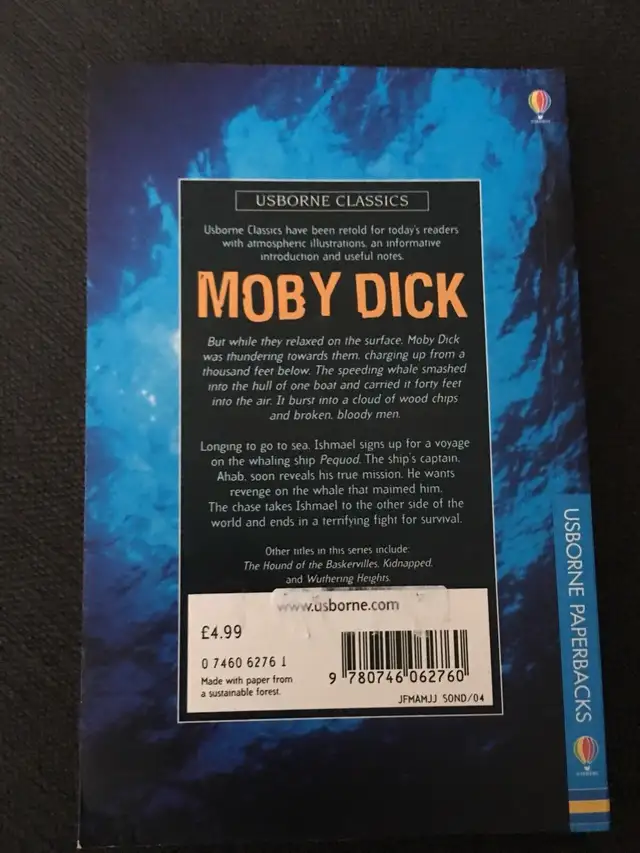 USBORNE CLASSICS
Usborne Classics have been retold for today's readers
with atmospheric illustrations, an informative
introduction and useful notes.
MOBY DICK
But while they relaxed on the surface, Moby Dick
was thundering towards them, charging up from a
thousand feet below. The speeding whale smashed
into the hull of one boat and carried it forty feet
into the air. It burst into a cloud of wood chips
and broken, bloody men.
Longing to go to sea, Ishmael signs up for a voyage
on the whaling ship Pequod. The ship's captain,
Ahab, soon reveals his true mission. He wants
revenge on the whale that maimed him.
The chase takes Ishmael to the other side of the
world and ends in a terrifying fight for survival.
Other titles in this series include:
The Hound of the Baskervilles, Kidnapped,
and Wuthering Heights.
www.usborne.com
£4.99
0 7460 6276 1
Made with paper from
a sustainable forest.
9 780746 062760
JFMAMJJ SOND/04
USBORNE PAPERBACKS